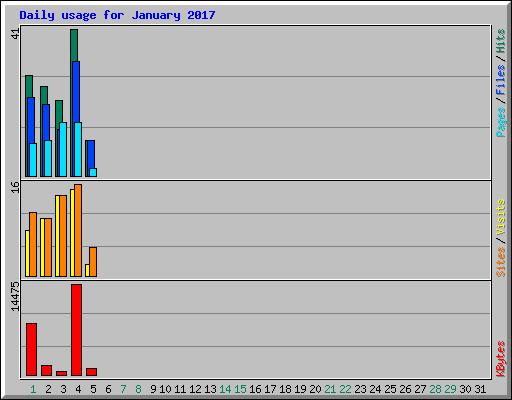 Daily usage for January 2017
41
Pages / Files / Hits
16
Sites / Visits
14475
KBytes
1 2 3 4 5 6 7 8 9 10 11 12 13 14 15 16 17 18 19 20 21 22 23 24 25 26 27 28 29 30 31